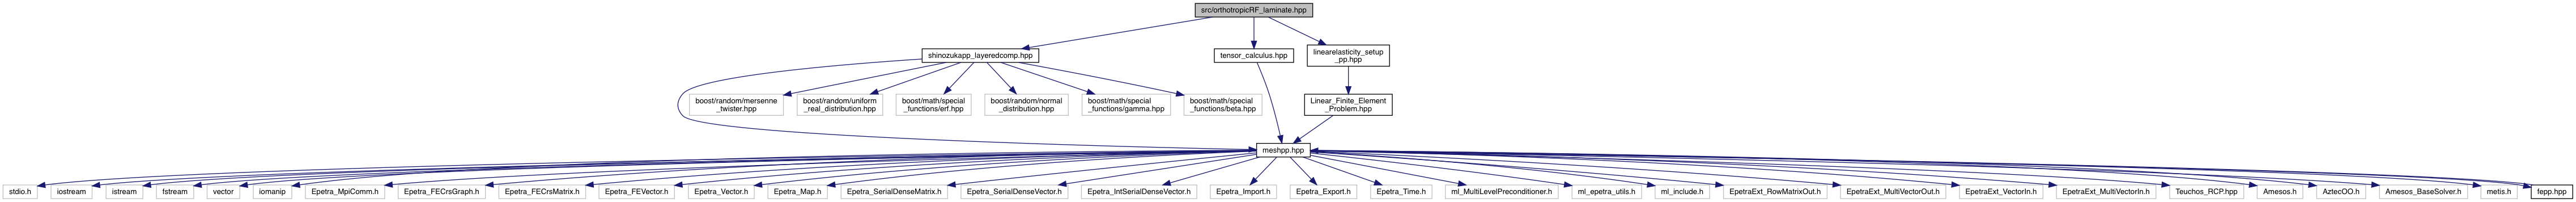 src/orthotropicRF_laminate.hpp
shinozukapp_layeredcomp.hpp
tensor_calculus.hpp
linearelasticity_setup
_pp.hpp
boost/random/mersenne
_twister.hpp
boost/random/uniform
_real_distribution.hpp
boost/math/special
_functions/erf.hpp
boost/random/normal
_distribution.hpp
boost/math/special
_functions/gamma.hpp
boost/math/special
_functions/beta.hpp
Linear_Finite_Element
_Problem.hpp
meshpp.hpp
stdio.h
iostream
istream
fstream
vector
iomanip
Epetra_MpiComm.h
Epetra_FECrsGraph.h
Epetra_FECrsMatrix.h
Epetra_FEVector.h
Epetra_Vector.h
Epetra_Map.h
Epetra_SerialDenseMatrix.h
Epetra_SerialDenseVector.h
Epetra_IntSerialDenseVector.h
Epetra_Import.h
Epetra_Export.h
Epetra_Time.h
ml_MultiLevelPreconditioner.h
ml_epetra_utils.h
ml_include.h
EpetraExt_RowMatrixOut.h
EpetraExt_MultiVectorOut.h
EpetraExt_VectorIn.h
EpetraExt_MultiVectorIn.h
Teuchos_RCP.hpp
Amesos.h
AztecOO.h
Amesos_BaseSolver.h
metis.h
fepp.hpp